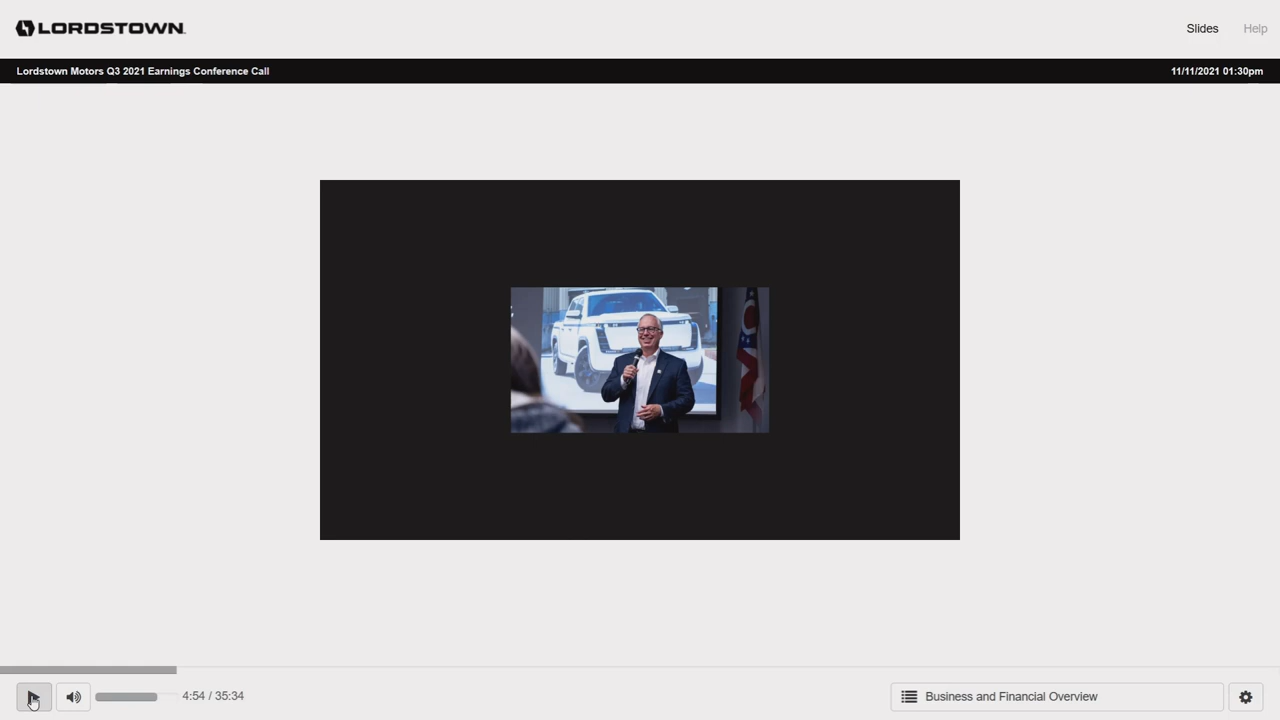 LORDSTOWN
Slides
Help
Lordstown Motors Q3 2021 Earnings Conference Call
11/11/2021 01:30pm
4:54 / 35:34
Business and Financial Overview